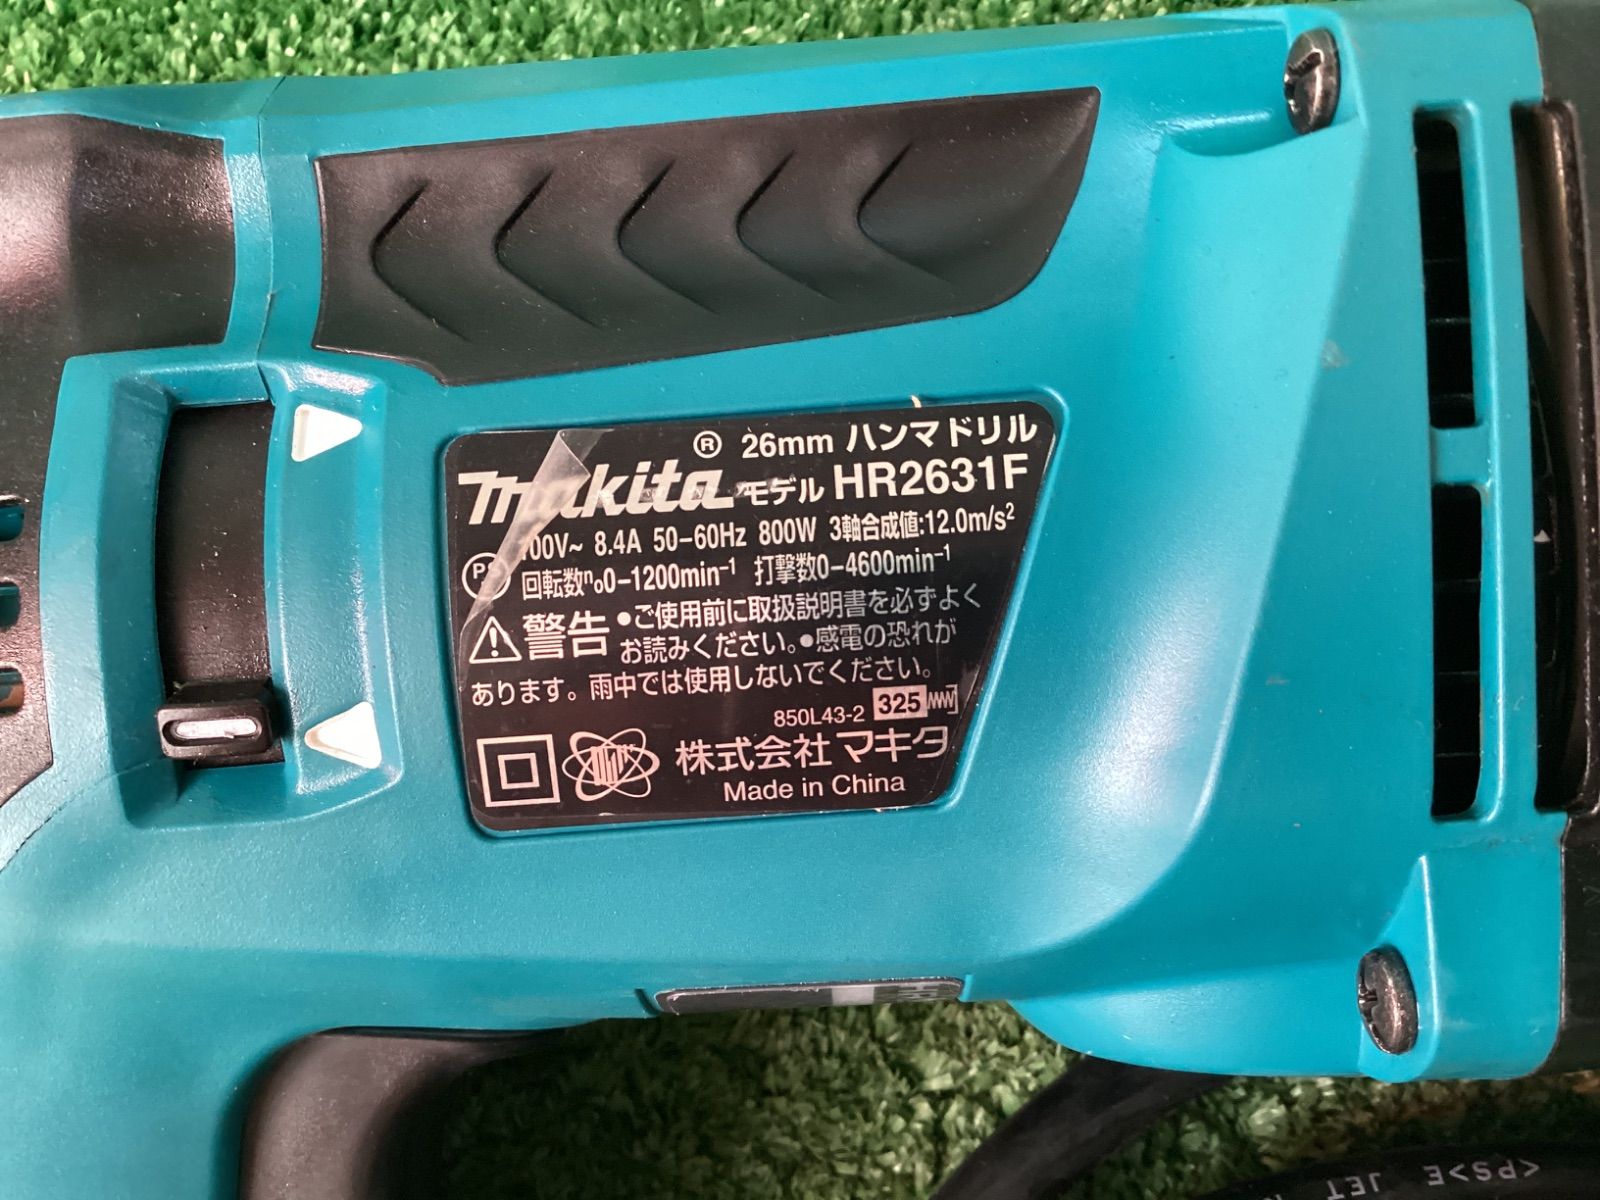 ® 26mm ハンマドリル
makita モデル HR2631F
100V~ 8.4A 50-60Hz 800W 3軸合成値:12.0m/s²
PS 回転数 n₀0-1200min⁻¹ 打撃数0-4600min⁻¹
警告 ●ご使用前に取扱説明書を必ずよく
お読みください。●感電の恐れが
あります。雨中では使用しないでください。
850L43-2 325
株式会社マキタ
Made in China
HR
<PS>E JET